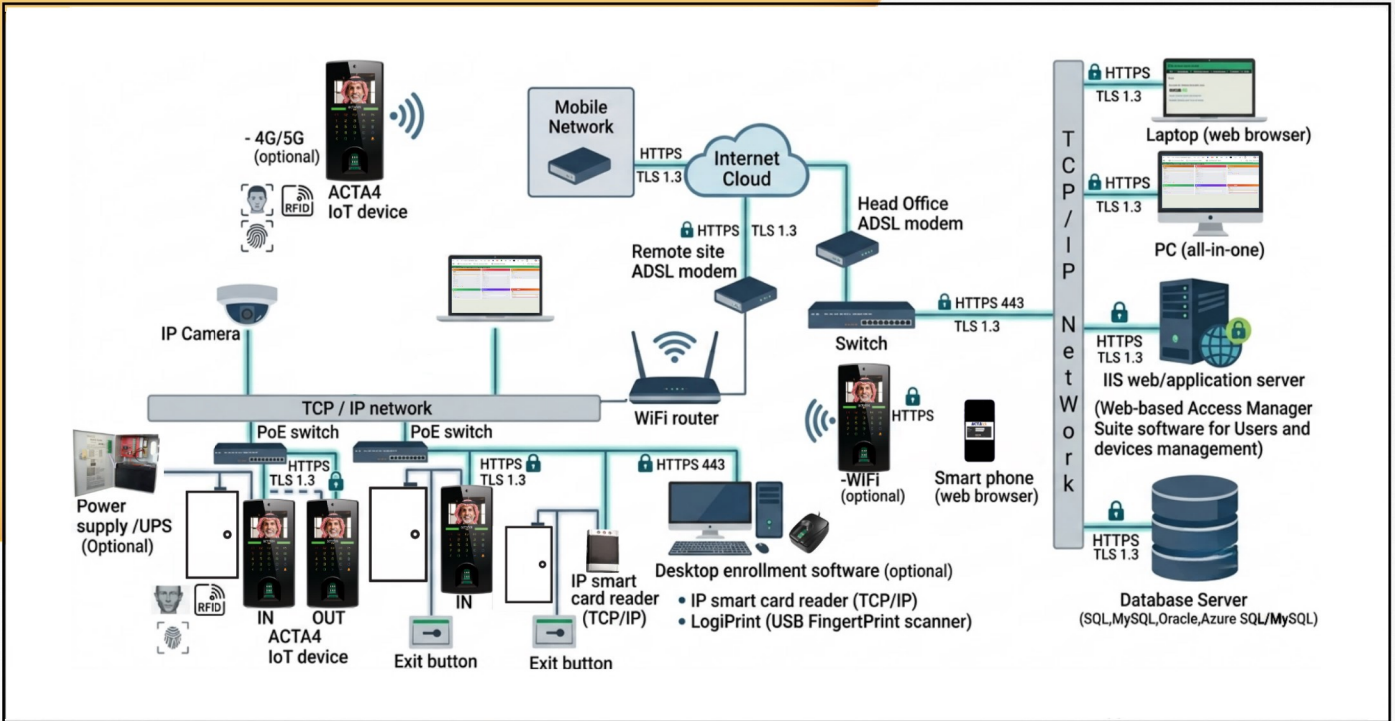 - 4G/5G
(optional)
ACTA4
IoT device
RFID
Mobile
Network
HTTPS
TLS 1.3
Internet
Cloud
HTTPS TLS 1.3
Remote site
ADSL modem
Head Office
ADSL modem
IP Camera
WiFi router
Switch
HTTPS 443
TLS 1.3
TCP / IP network
PoE switch
PoE switch
HTTPS
TLS 1.3
HTTPS
TLS 1.3
HTTPS 443
Power
supply /UPS
(Optional)
RFID
IN
OUT
ACTA4
IoT device
IN
Exit button
Exit button
IP smart
card reader
(TCP/IP)
Desktop enrollment software (optional)
• IP smart card reader (TCP/IP)
• LogiPrint (USB FingertPrint scanner)
HTTPS
-WIFi
(optional)
Smart phone
(web browser)
TCP/IP NetWork
HTTPS
TLS 1.3
Laptop (web browser)
HTTPS
TLS 1.3
PC (all-in-one)
HTTPS
TLS 1.3
IIS web/application server
(Web-based Access Manager
Suite software for Users and
devices management)
HTTPS
TLS 1.3
Database Server
(SQL,MySQL,Oracle,Azure SQL/MySQL)